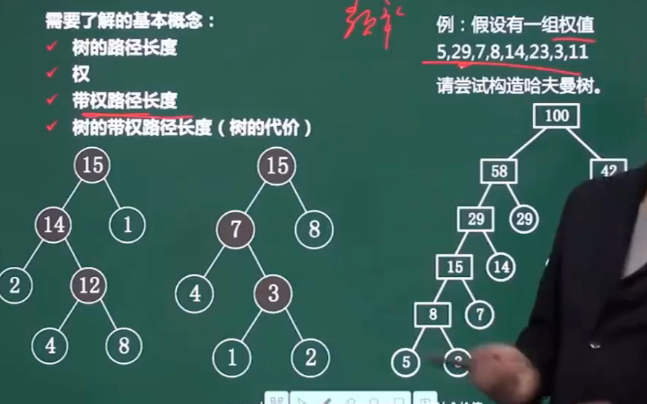 需要了解的基本概念：
✓ 树的路径长度
✓ 权
✓ 带权路径长度
✓ 树的带权路径长度（树的代价）
例：假设有一组权值
5,29,7,8,14,23,3,11
请尝试构造哈夫曼树。
15
14 1
2 12
4 8
15
7 8
4 3
1 2
100
58 42
29 29
15 14
8 7
5 3